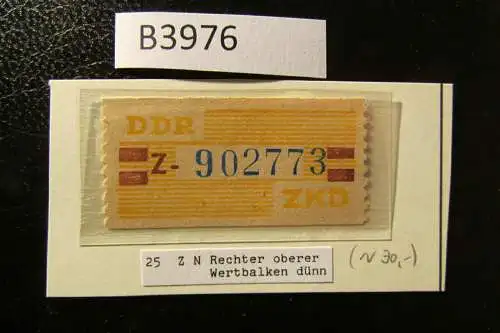 B3976
DDR
Z- 902773
ZKD
25 Z N Rechter oberer
Wertbalken dünn
(~ 30,-)